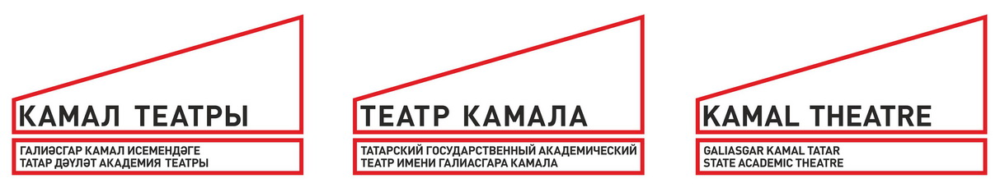 КАМАЛ ТЕАТРЫ
ГАЛИӘСГАР КАМАЛ ИСЕМЕНДӘГЕ
ТАТАР ДӘҮЛӘТ АКАДЕМИЯ ТЕАТРЫ
ТЕАТР КАМАЛА
ТАТАРСКИЙ ГОСУДАРСТВЕННЫЙ АКАДЕМИЧЕСКИЙ
ТЕАТР ИМЕНИ ГАЛИАСГАРА КАМАЛА
KAMAL THEATRE
GALIASGAR KAMAL TATAR
STATE ACADEMIC THEATRE